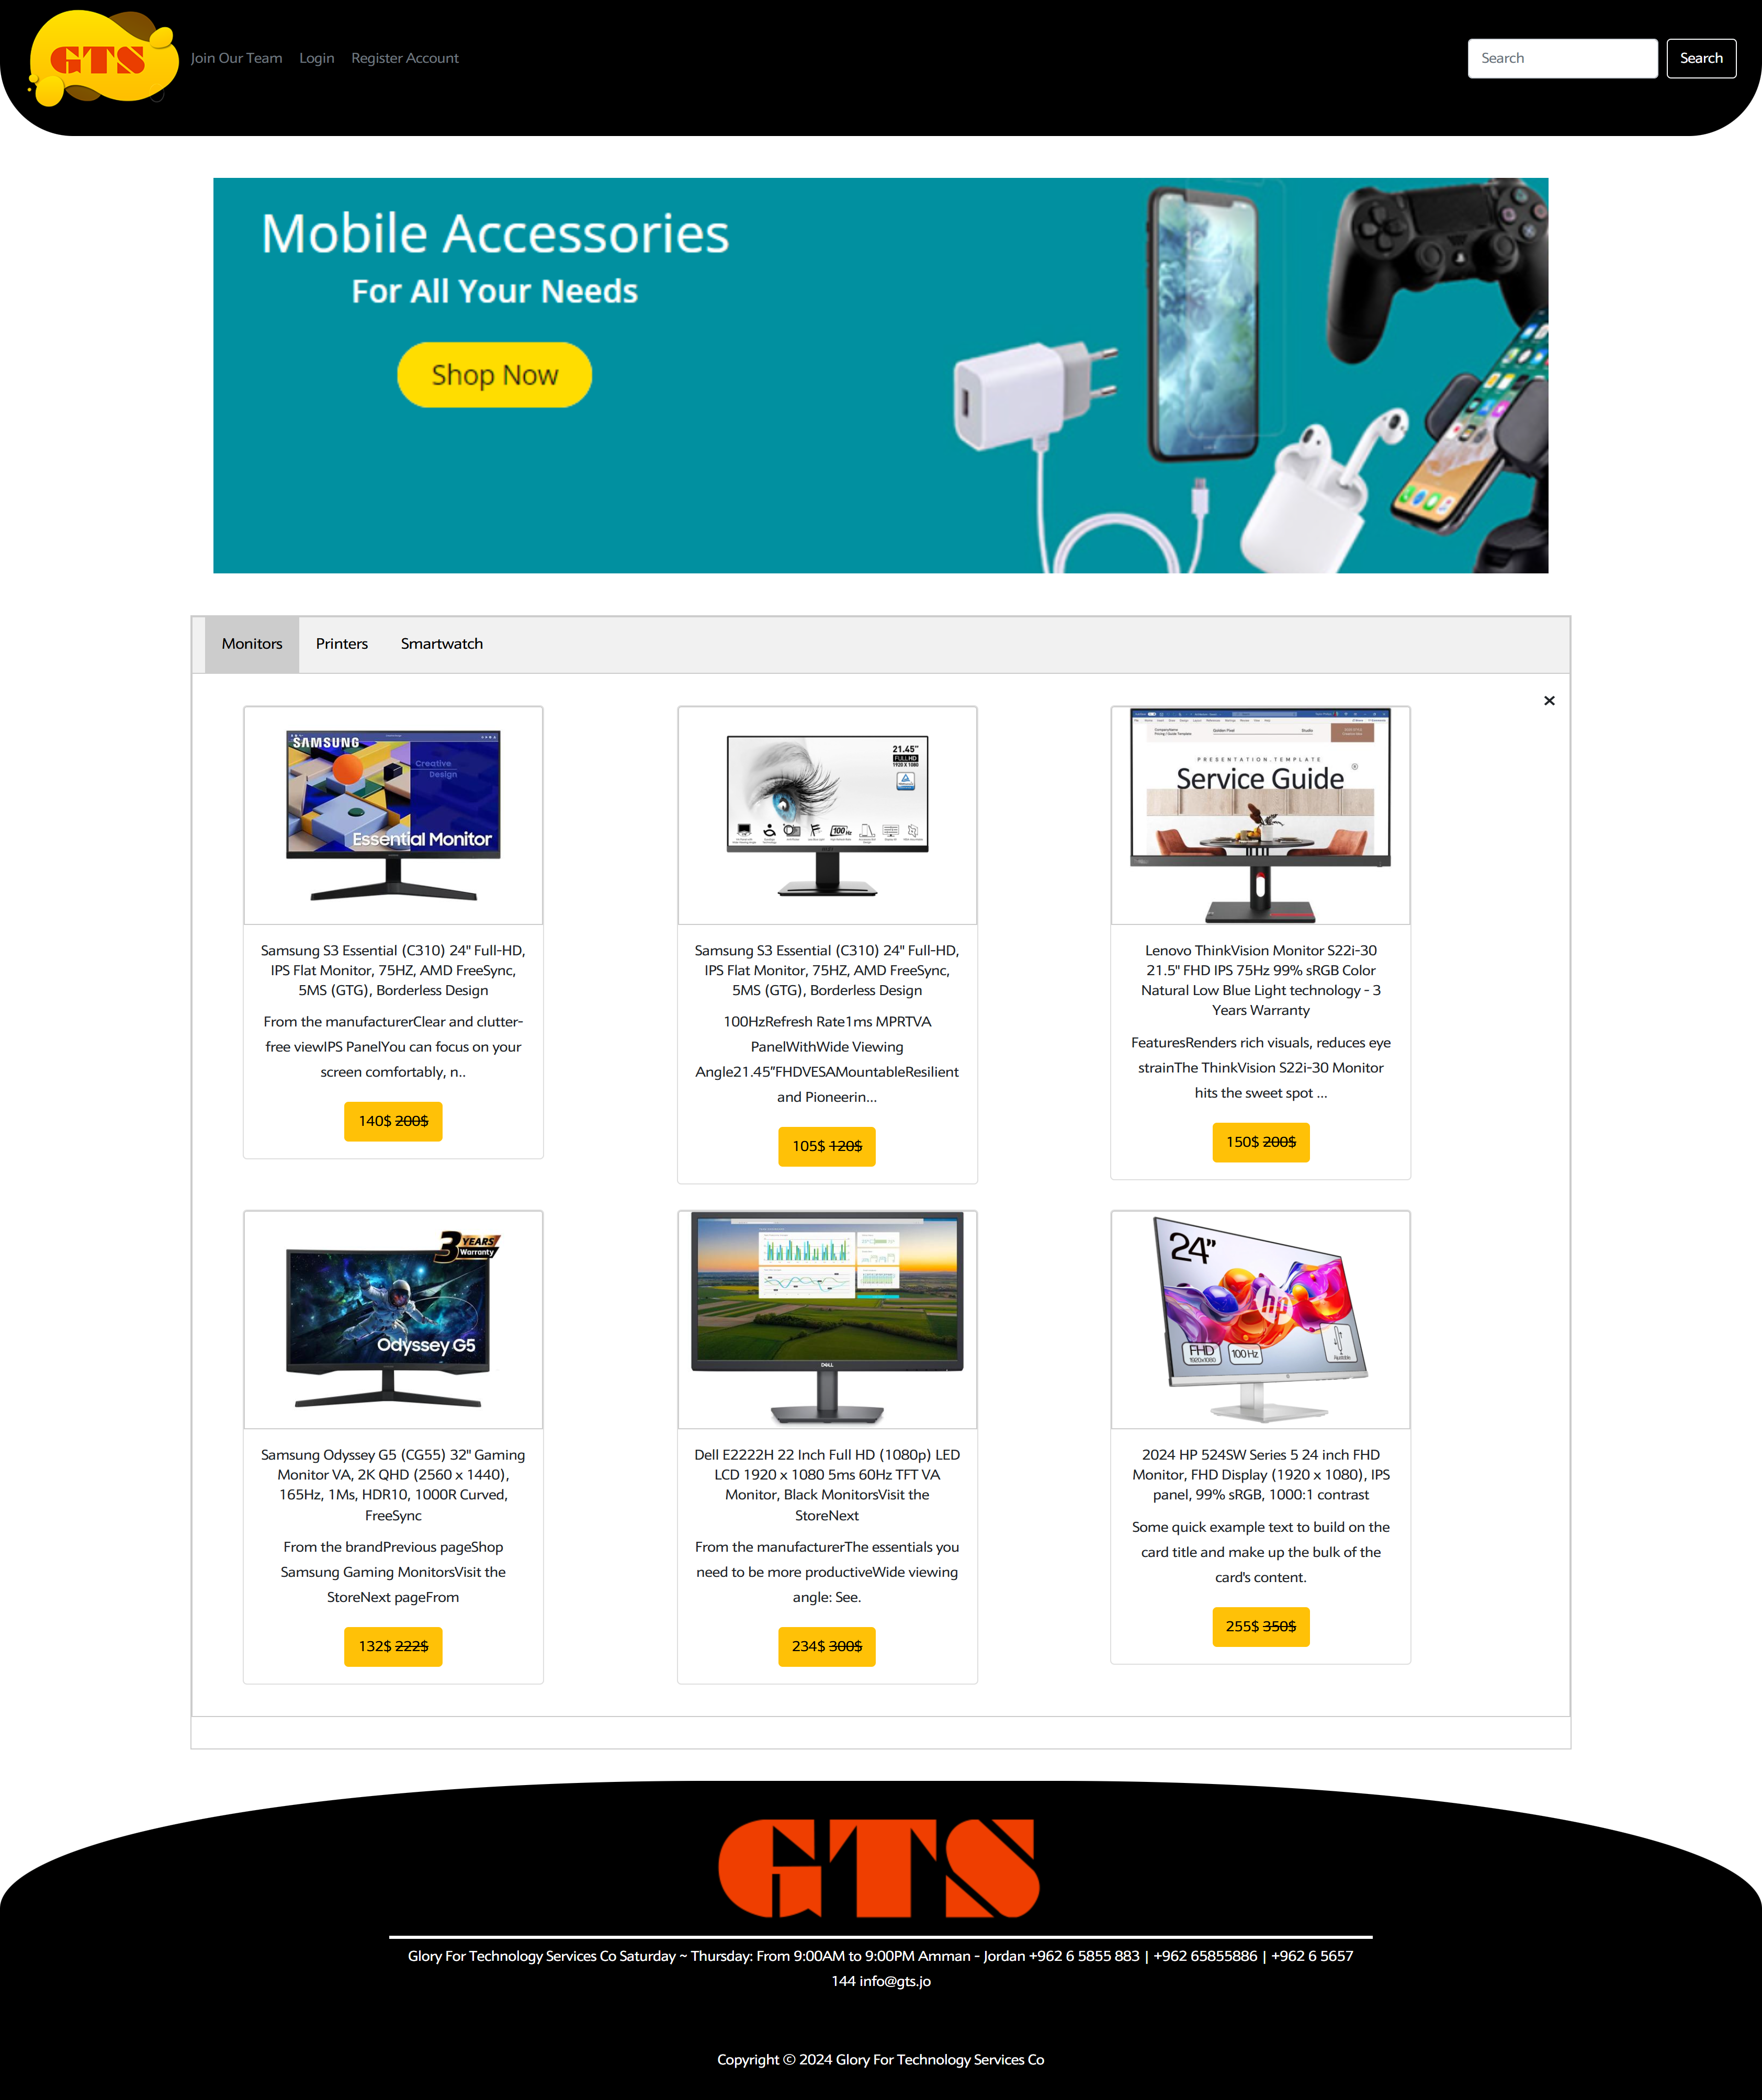 GTS
Join Our Team Login Register Account
Search Search
Mobile Accessories
For All Your Needs
Shop Now
Monitors Printers Smartwatch
×
SAMSUNG
Creative
Design
Essential Monitor
Samsung S3 Essential (C310) 24" Full-HD,
IPS Flat Monitor, 75HZ, AMD FreeSync,
5MS (GTG), Borderless Design
From the manufacturerClear and clutter-
free viewIPS PanelYou can focus on your
screen comfortably, n..
140$ 200$
21.45"
FULL HD
1920 X 1080
100 Hz
Samsung S3 Essential (C310) 24" Full-HD,
IPS Flat Monitor, 75HZ, AMD FreeSync,
5MS (GTG), Borderless Design
100HzRefresh Rate1ms MPRTVA
PanelWithWide Viewing
Angle21.45″FHDVESAMountableResilient
and Pioneerin...
105$ 120$
PRESENTATION.TEMPLATE
Service Guide
Lenovo ThinkVision Monitor S22i-30
21.5" FHD IPS 75Hz 99% sRGB Color
Natural Low Blue Light technology - 3
Years Warranty
FeaturesRenders rich visuals, reduces eye
strainThe ThinkVision S22i-30 Monitor
hits the sweet spot ...
150$ 200$
3 YEARS
Warranty
Odyssey G5
Samsung Odyssey G5 (CG55) 32" Gaming
Monitor VA, 2K QHD (2560 x 1440),
165Hz, 1Ms, HDR10, 1000R Curved,
FreeSync
From the brandPrevious pageShop
Samsung Gaming MonitorsVisit the
StoreNext pageFrom
132$ 222$
DELL
Dell E2222H 22 Inch Full HD (1080p) LED
LCD 1920 x 1080 5ms 60Hz TFT VA
Monitor, Black MonitorsVisit the
StoreNext
From the manufacturerThe essentials you
need to be more productiveWide viewing
angle: See.
234$ 300$
24"
hp
FHD
1920x1080
100 Hz
2024 HP 524SW Series 5 24 inch FHD
Monitor, FHD Display (1920 x 1080), IPS
panel, 99% sRGB, 1000:1 contrast
Some quick example text to build on the
card title and make up the bulk of the
card's content.
255$ 350$
GTS
Glory For Technology Services Co Saturday ~ Thursday: From 9:00AM to 9:00PM Amman - Jordan +962 6 5855 883 | +962 65855886 | +962 6 5657
144 info@gts.jo
Copyright © 2024 Glory For Technology Services Co